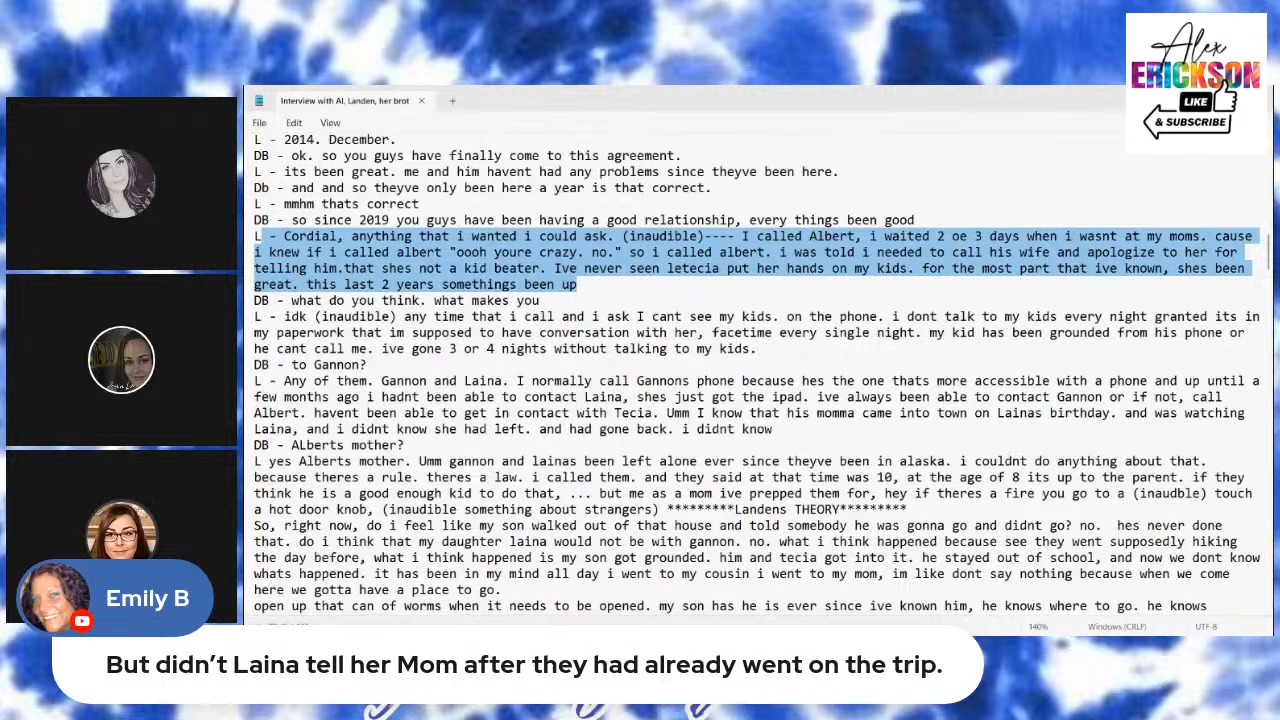 Alex
ERICKSON
LIKE
& SUBSCRIBE
Interview with Al, Landen, her brot
File Edit View
L - 2014. December.
DB - ok. so you guys have finally come to this agreement.
L - its been great. me and him havent had any problems since theyve been here.
Db - and and so theyve only been here a year is that correct.
L - mmhm thats correct
DB - so since 2019 you guys have been having a good relationship, every things been good
L - Cordial, anything that i wanted i could ask. (inaudible)---- I called Albert, i waited 2 oe 3 days when i wasnt at my moms. cause
i knew if i called albert "oooh youre crazy. no." so i called albert. i was told i needed to call his wife and apologize to her for
telling him.that shes not a kid beater. Ive never seen letecia put her hands on my kids. for the most part that ive known, shes been
great. this last 2 years somethings been up
DB - what do you think. what makes you
L - idk (inaudible) any time that i call and i ask I cant see my kids. on the phone. i dont talk to my kids every night granted its in
my paperwork that im supposed to have conversation with her, facetime every single night. my kid has been grounded from his phone or
he cant call me. ive gone 3 or 4 nights without talking to my kids.
DB - to Gannon?
L - Any of them. Gannon and Laina. I normally call Gannons phone because hes the one thats more accessible with a phone and up until a
few months ago i hadnt been able to contact Laina, shes just got the ipad. ive always been able to contact Gannon or if not, call
Albert. havent been able to get in contact with Tecia. Umm I know that his momma came into town on Lainas birthday. and was watching
Laina, and i didnt know she had left. and had gone back. i didnt know
DB - ALberts mother?
L yes Alberts mother. Umm gannon and lainas been left alone ever since theyve been in alaska. i couldnt do anything about that.
because theres a rule. theres a law. i called them. and they said at that time was 10, at the age of 8 its up to the parent. if they
think he is a good enough kid to do that, ... but me as a mom ive prepped them for, hey if theres a fire you go to a (inaudble) touch
a hot door knob, (inaudible something about strangers) *********Landens THEORY*********
So, right now, do i feel like my son walked out of that house and told somebody he was gonna go and didnt go? no. hes never done
that. do i think that my daughter laina would not be with gannon. no. what i think happened because see they went supposedly hiking
the day before, what i think happened is my son got grounded. him and tecia got into it. he stayed out of school, and now we dont know
whats happened. it has been in my mind all day i went to my cousin i went to my mom, im like dont say nothing because when we come
here we gotta have a place to go.
open up that can of worms when it needs to be opened. my son has he is ever since ive known him, he knows where to go. he knows
140% Windows (CRLF) UTF-8
Emily B
But didn't Laina tell her Mom after they had already went on the trip.